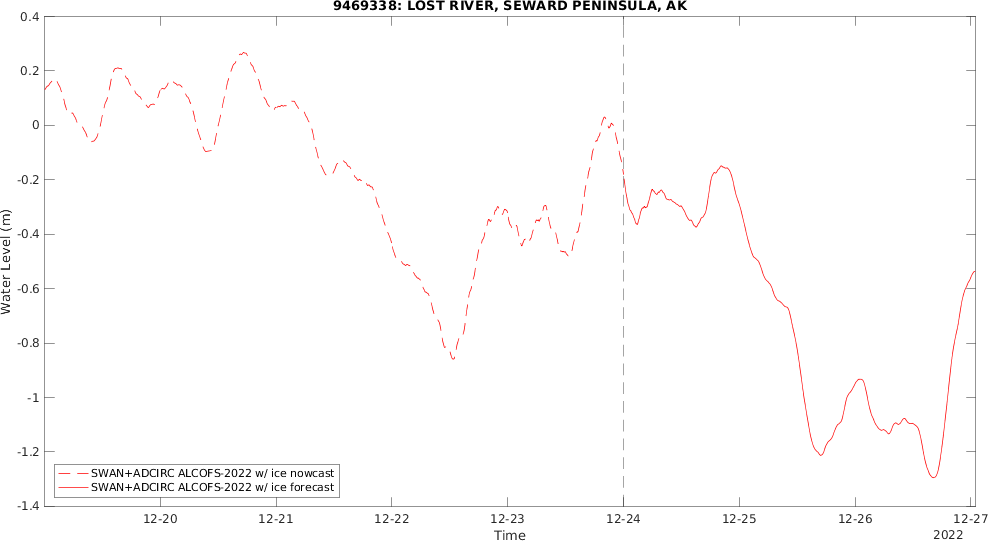 9469338: LOST RIVER, SEWARD PENINSULA, AK
0.4
0.2
0
-0.2
-0.4
-0.6
-0.8
-1
-1.2
-1.4
Water Level (m)
SWAN+ADCIRC ALCOFS-2022 w/ ice nowcast
SWAN+ADCIRC ALCOFS-2022 w/ ice forecast
12-20 12-21 12-22 12-23 12-24 12-25 12-26 12-27
Time
2022